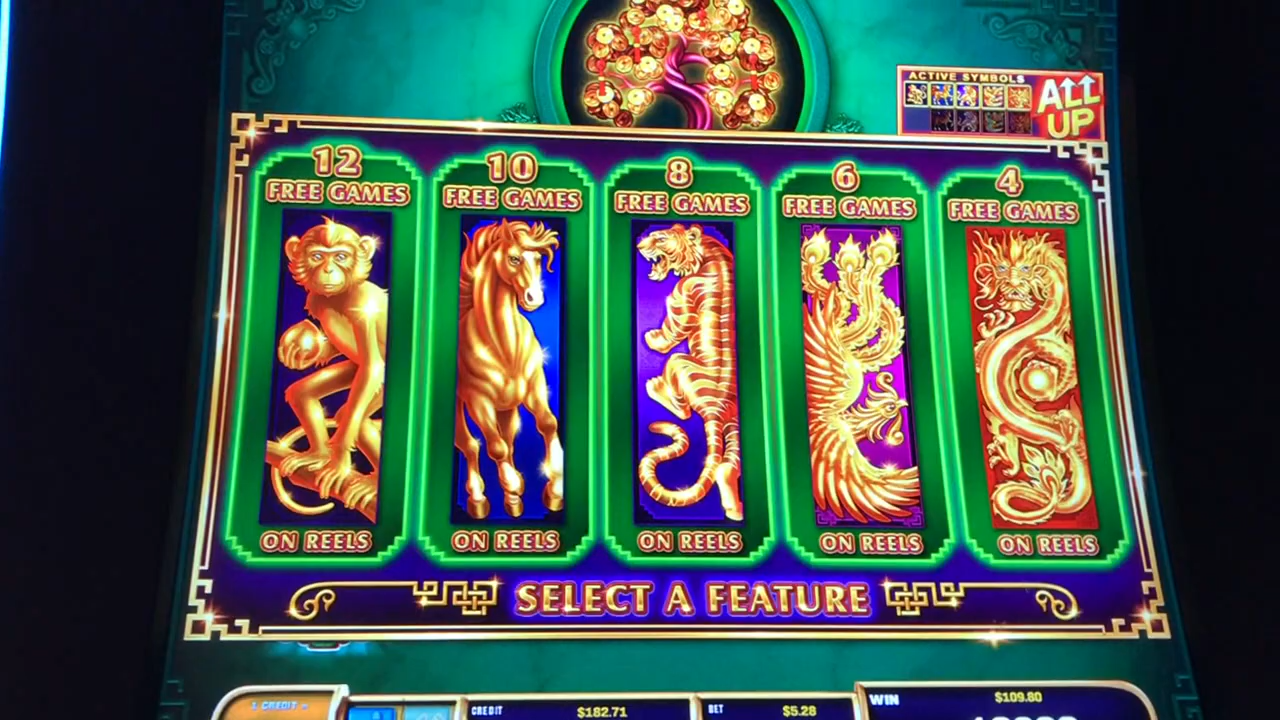 ACTIVE SYMBOLS
ALL UP
12 FREE GAMES
10 FREE GAMES
8 FREE GAMES
6 FREE GAMES
4 FREE GAMES
ON REELS
ON REELS
ON REELS
ON REELS
ON REELS
SELECT A FEATURE
CREDIT $182.71
BET $5.28
WIN $109.80